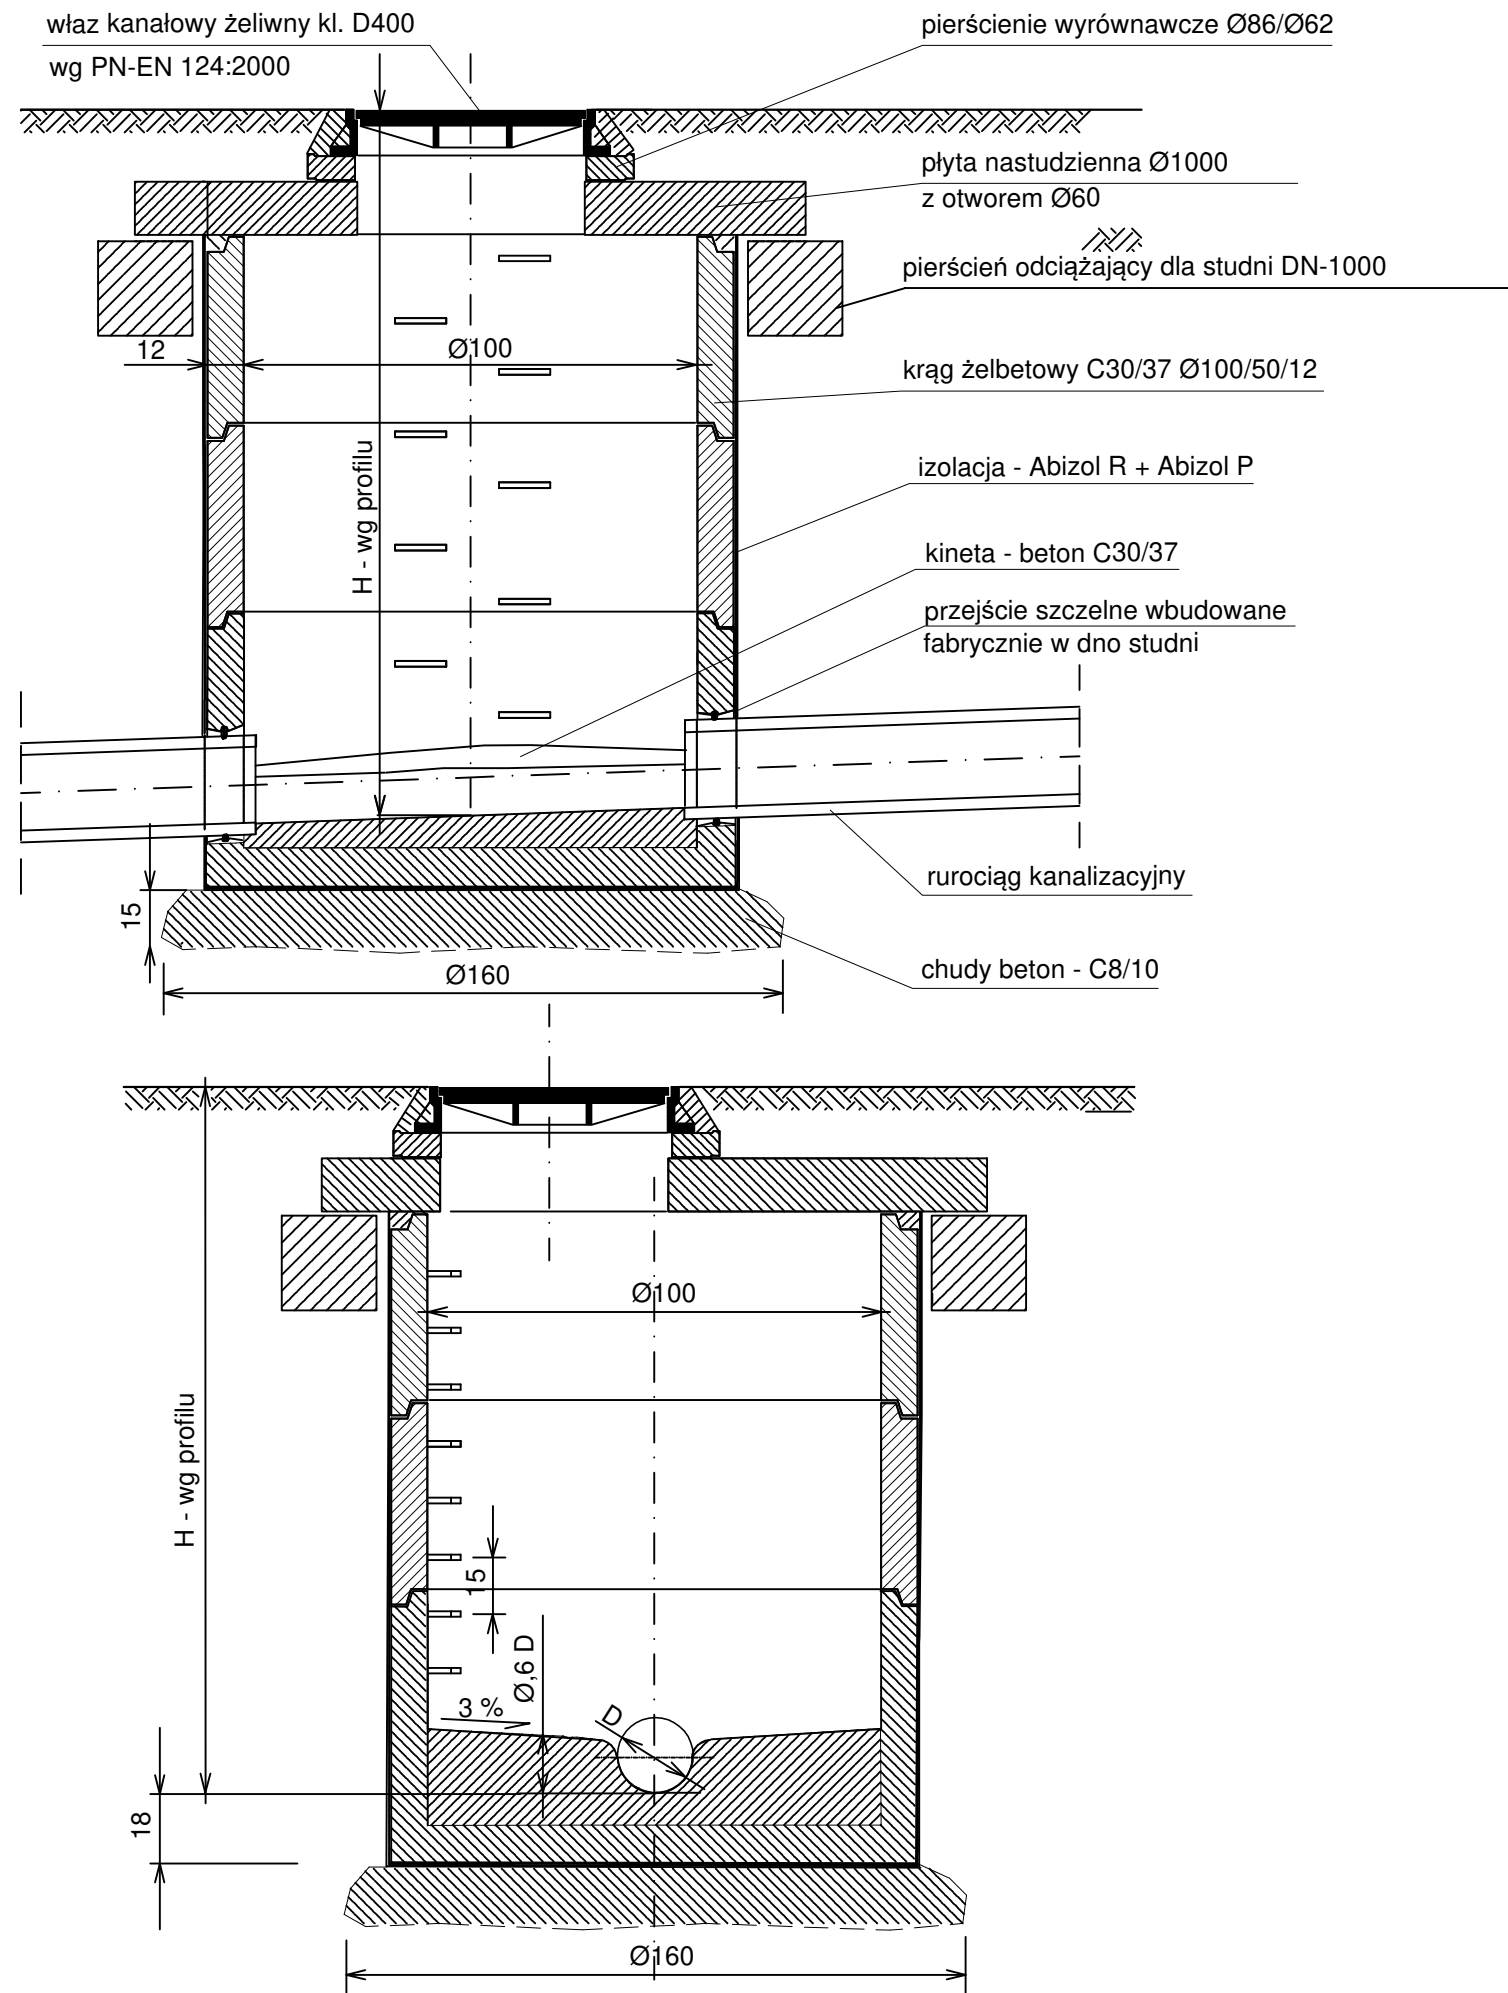 właz kanałowy żeliwny kl. D400
wg PN-EN 124:2000
pierścienie wyrównawcze Ø86/Ø62
płyta nastudzienna Ø1000
z otworem Ø60
pierścień odciążający dla studni DN-1000
12
Ø100
krąg żelbetowy C30/37 Ø100/50/12
H - wg profilu
izolacja - Abizol R + Abizol P
kineta - beton C30/37
przejście szczelne wbudowane
fabrycznie w dno studni
rurociąg kanalizacyjny
15
chudy beton - C8/10
Ø160
Ø100
H - wg profilu
15
Ø,6 D
3 %
D
18
Ø160